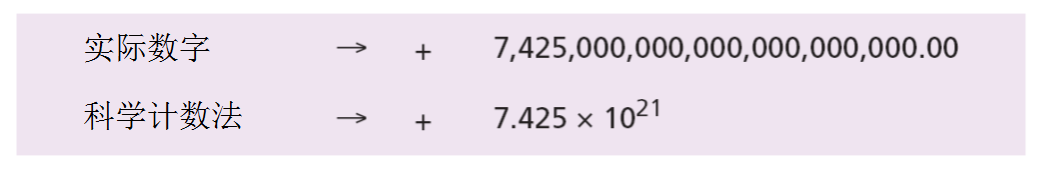 实际数字 → + 7,425,000,000,000,000,000,000.00
科学计数法 → + 7.425 × 10²¹